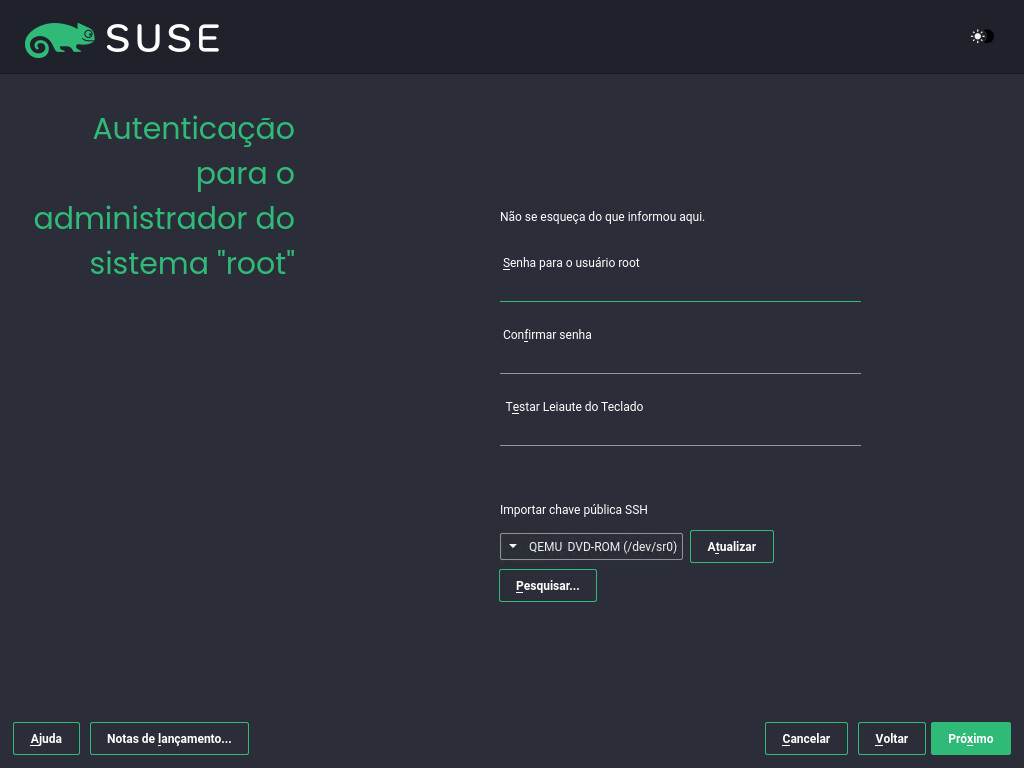 SUSE
Autenticação
para o
administrador do
sistema "root"
Não se esqueça do que informou aqui.
Senha para o usuário root
Confirmar senha
Testar Leiaute do Teclado
Importar chave pública SSH
QEMU_DVD-ROM (/dev/sr0) Atualizar
Pesquisar...
Ajuda Notas de lançamento... Cancelar Voltar Próximo